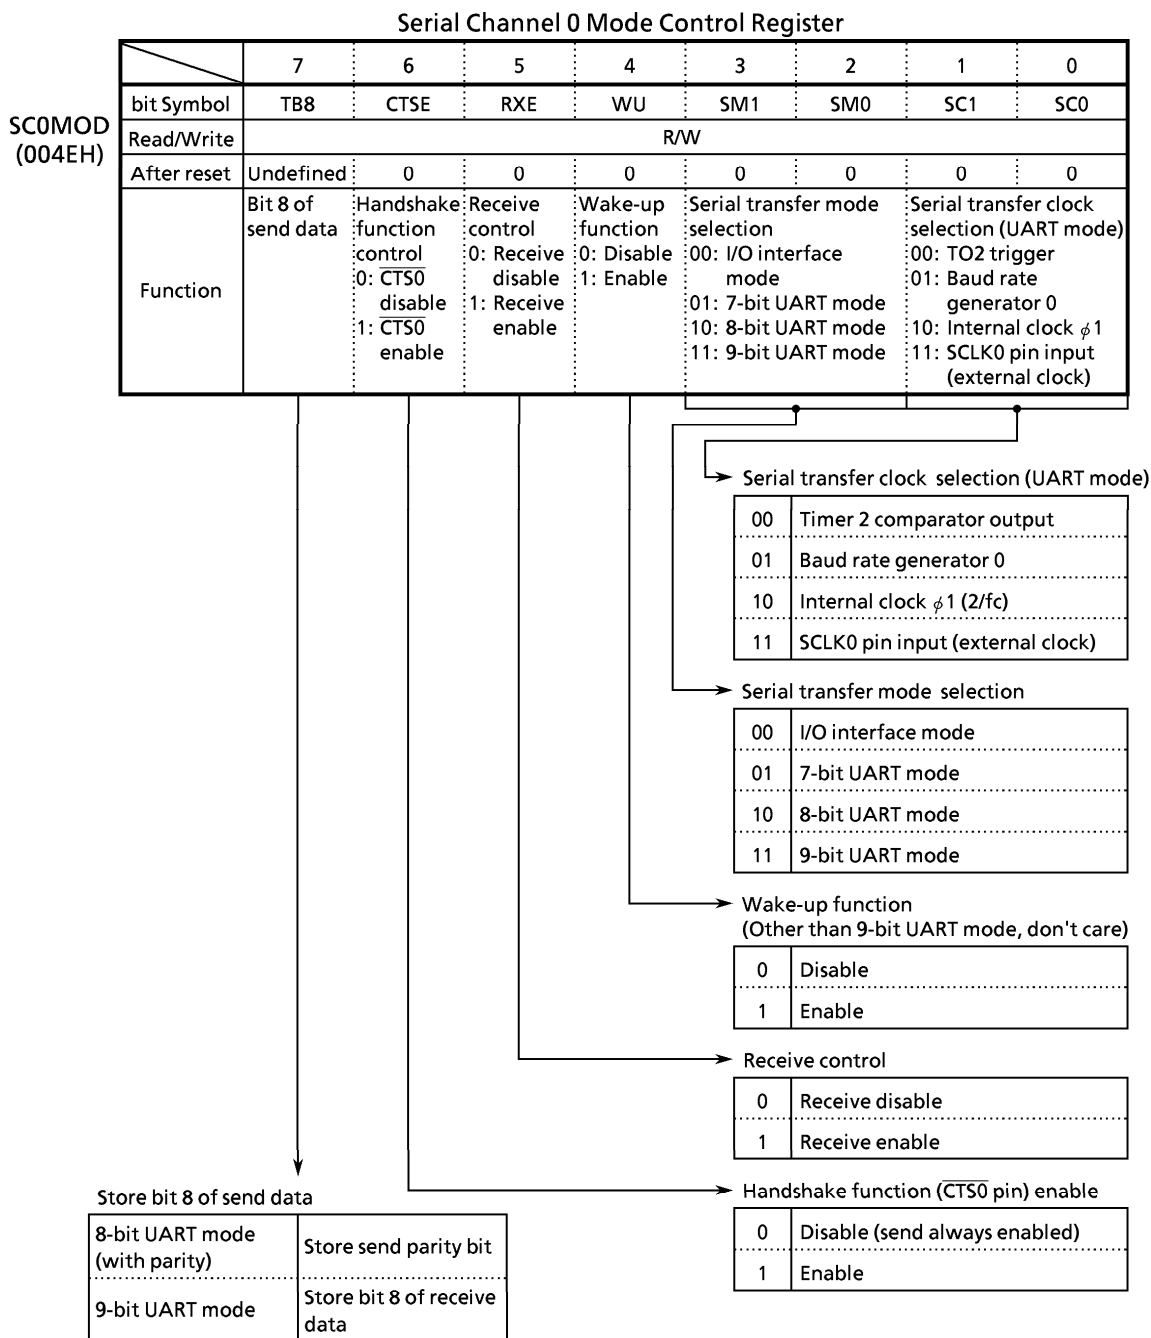 Serial Channel 0 Mode Control Register
7 6 5 4 3 2 1 0
SC0MOD
(004EH)
bit Symbol TB8 CTSE RXE WU SM1 SM0 SC1 SC0
Read/Write R/W
After reset Undefined 0 0 0 0 0 0 0
Function
Bit 8 of
send data
Handshake
function
control
0: C̅T̅S̅0̅
disable
1: C̅T̅S̅0̅
enable
Receive
control
0: Receive
disable
1: Receive
enable
Wake-up
function
0: Disable
1: Enable
Serial transfer mode
selection
00: I/O interface
mode
01: 7-bit UART mode
10: 8-bit UART mode
11: 9-bit UART mode
Serial transfer clock
selection (UART mode)
00: TO2 trigger
01: Baud rate
generator 0
10: Internal clock ϕ1
11: SCLK0 pin input
(external clock)
Serial transfer clock selection (UART mode)
00 Timer 2 comparator output
01 Baud rate generator 0
10 Internal clock ϕ1 (2/fc)
11 SCLK0 pin input (external clock)
Serial transfer mode selection
00 I/O interface mode
01 7-bit UART mode
10 8-bit UART mode
11 9-bit UART mode
Wake-up function
(Other than 9-bit UART mode, don't care)
0 Disable
1 Enable
Receive control
0 Receive disable
1 Receive enable
Handshake function (C̅T̅S̅0̅ pin) enable
0 Disable (send always enabled)
1 Enable
Store bit 8 of send data
8-bit UART mode
(with parity)
Store send parity bit
9-bit UART mode
Store bit 8 of receive
data